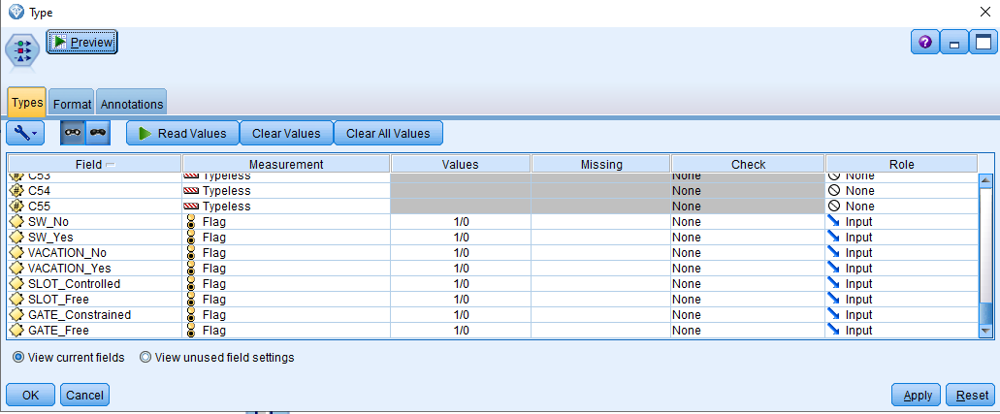 Type
Preview
Types Format Annotations
Read Values Clear Values Clear All Values
Field Measurement Values Missing Check Role
C53 Typeless None None
C54 Typeless None None
C55 Typeless None None
SW_No Flag 1/0 None Input
SW_Yes Flag 1/0 None Input
VACATION_No Flag 1/0 None Input
VACATION_Yes Flag 1/0 None Input
SLOT_Controlled Flag 1/0 None Input
SLOT_Free Flag 1/0 None Input
GATE_Constrained Flag 1/0 None Input
GATE_Free Flag 1/0 None Input
View current fields View unused field settings
OK Cancel Apply Reset